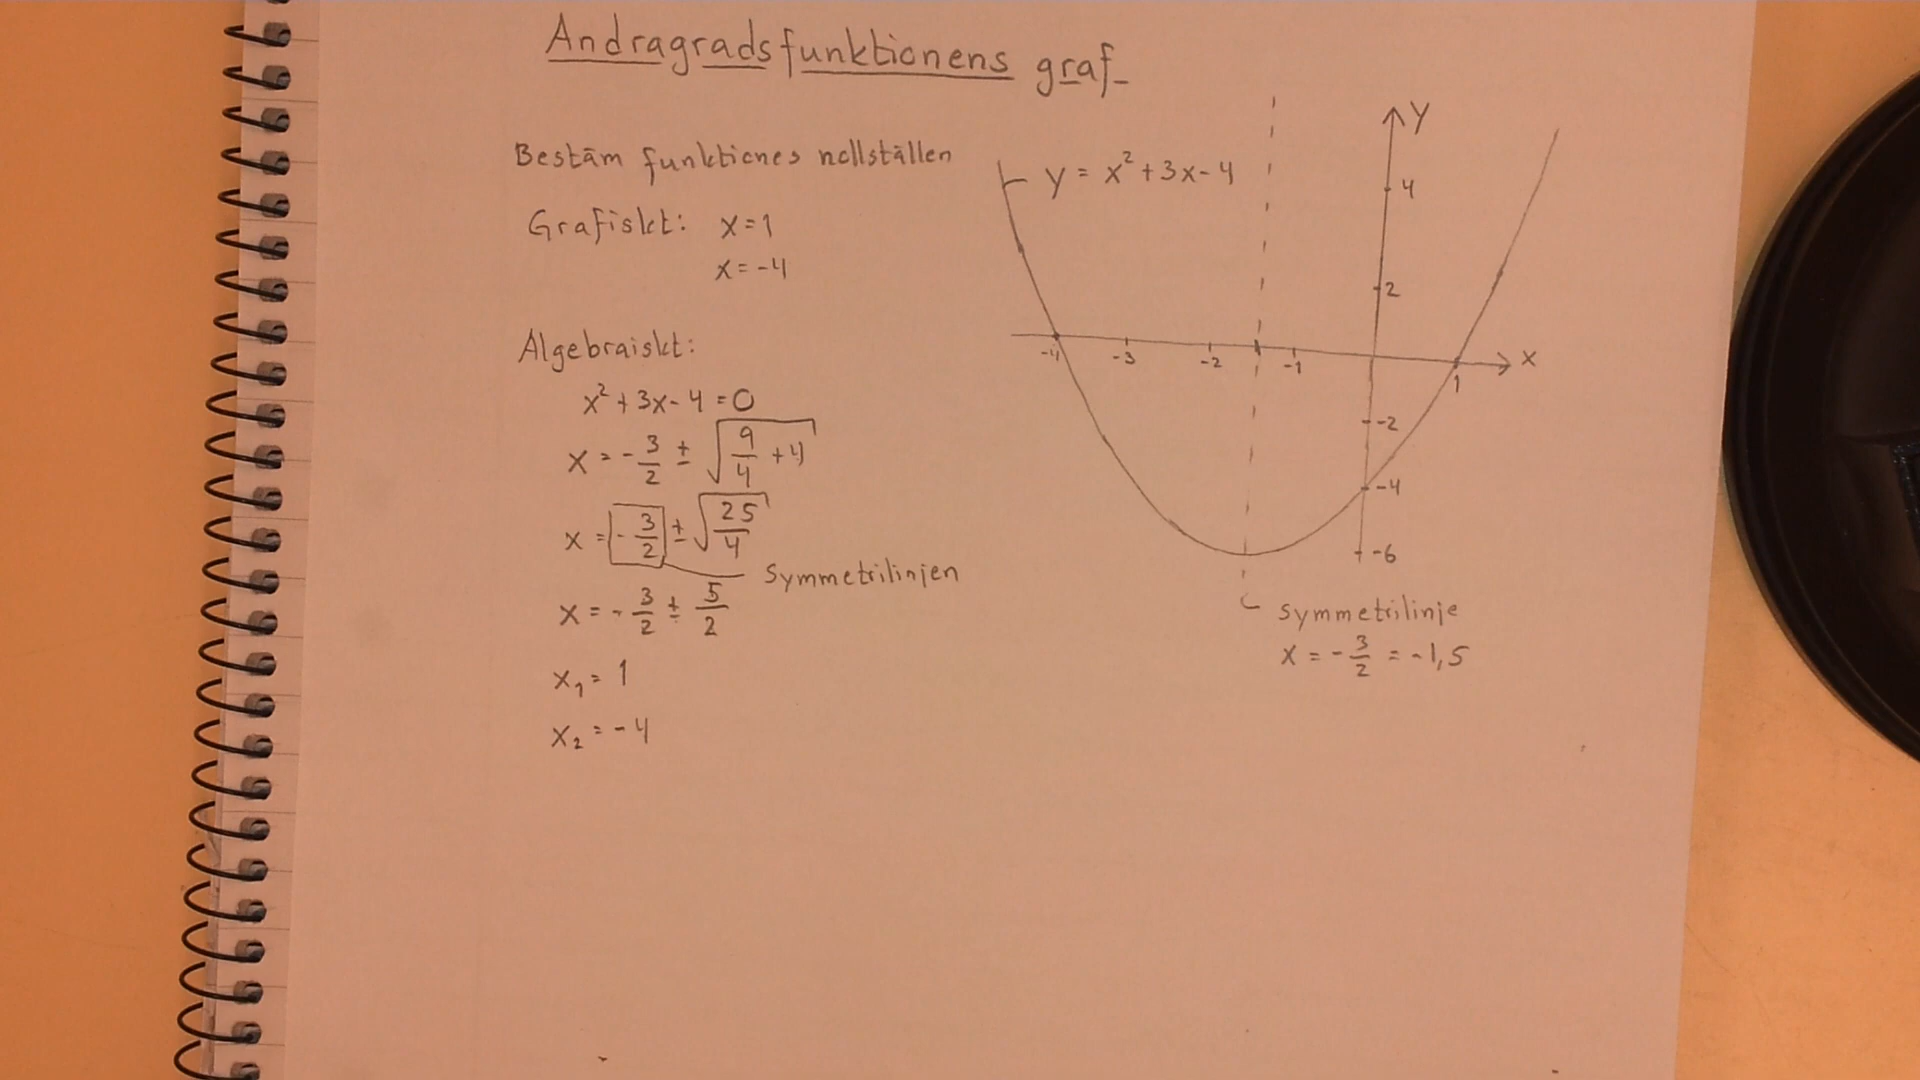 Andragradsfunktionens graf
Bestäm funktiones nollställen
Grafiskt: x=1
x=-4
Algebraiskt:
x²+3x-4=0
x = -3/2 ± √(9/4 +4)
x = -3/2 ± √(25/4)
Symmetrilinjen
x = -3/2 ± 5/2
x₁ = 1
x₂ = -4
y = x²+3x-4
y
4
2
-4 -3 -2 -1 1 x
-2
-4
-6
symmetrilinje
x = -3/2 = -1,5